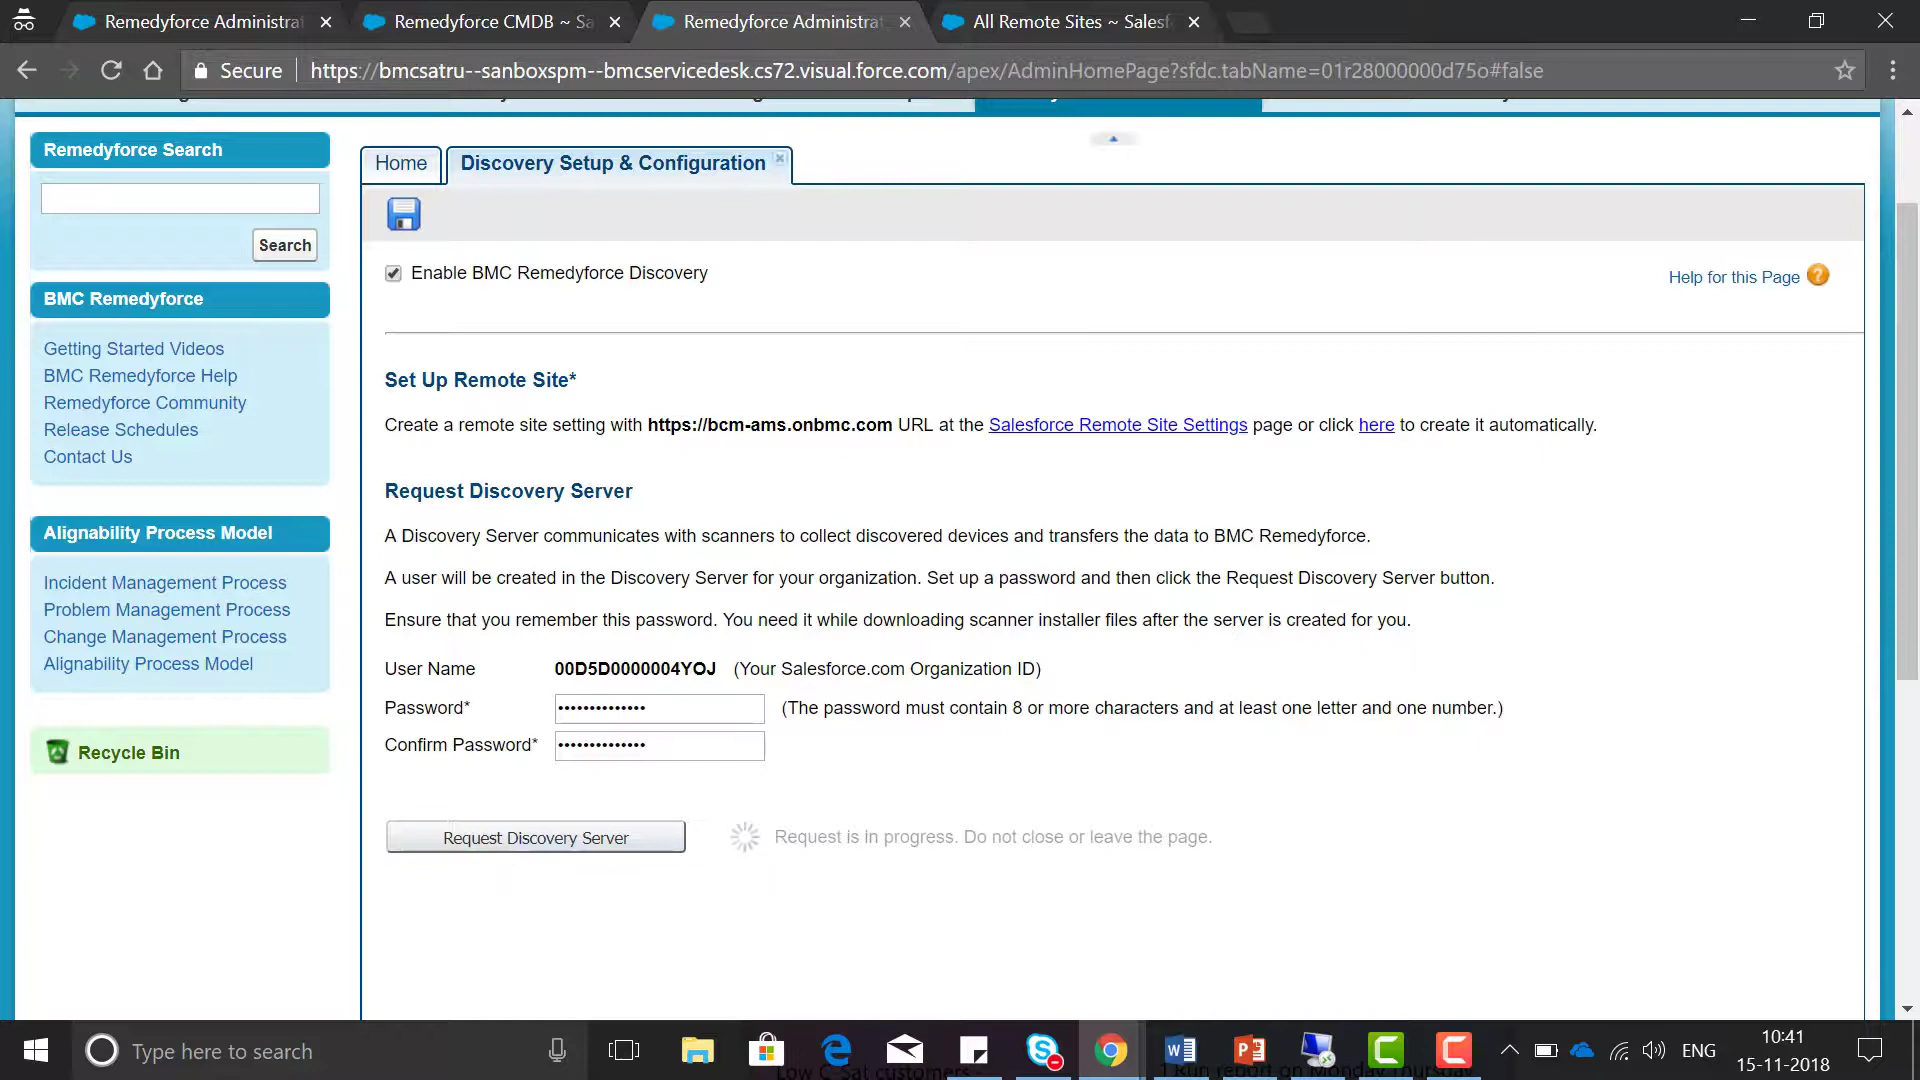 Remedyforce Administrat
Remedyforce CMDB ~ Sa
Remedyforce Administrat
All Remote Sites ~ Salesf
Secure
https://bmcsatru--sanboxspm--bmcservicedesk.cs72.visual.force.com/apex/AdminHomePage?sfdc.tabName=01r28000000d75o#false
Remedyforce Search
Search
BMC Remedyforce
Getting Started Videos
BMC Remedyforce Help
Remedyforce Community
Release Schedules
Contact Us
Alignability Process Model
Incident Management Process
Problem Management Process
Change Management Process
Alignability Process Model
Recycle Bin
Home
Discovery Setup & Configuration
Enable BMC Remedyforce Discovery
Help for this Page ?
Set Up Remote Site*
Create a remote site setting with https://bcm-ams.onbmc.com URL at the Salesforce Remote Site Settings page or click here to create it automatically.
Request Discovery Server
A Discovery Server communicates with scanners to collect discovered devices and transfers the data to BMC Remedyforce.
A user will be created in the Discovery Server for your organization. Set up a password and then click the Request Discovery Server button.
Ensure that you remember this password. You need it while downloading scanner installer files after the server is created for you.
User Name 00D5D0000004YOJ (Your Salesforce.com Organization ID)
Password* •••••••••••••• (The password must contain 8 or more characters and at least one letter and one number.)
Confirm Password* ••••••••••••••
Request Discovery Server
Request is in progress. Do not close or leave the page.
Type here to search
ENG
10:41
15-11-2018
Low C-Sat customers -
1 Run report on Monday Thursday